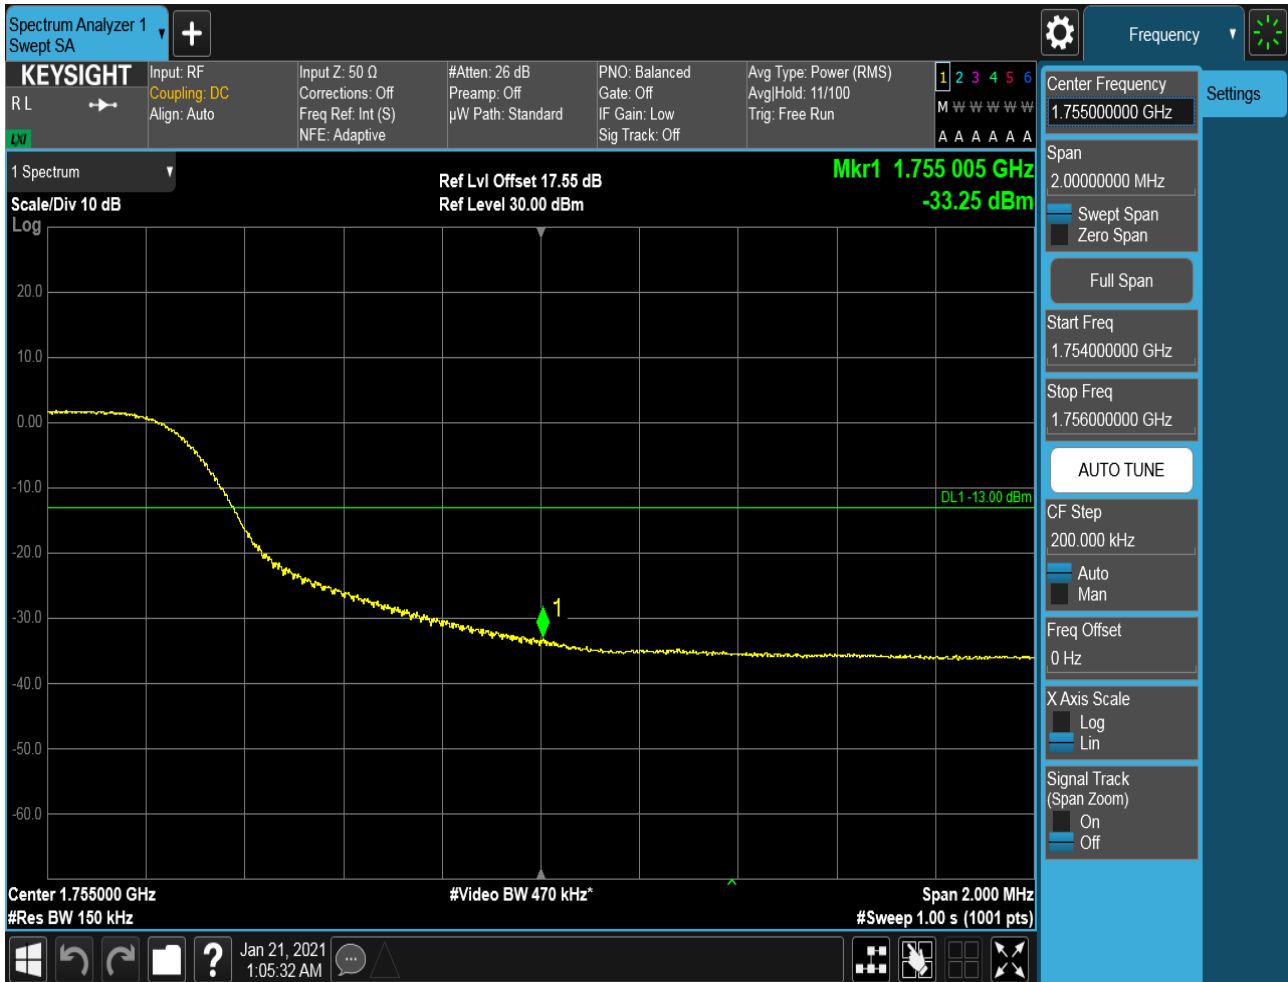 Spectrum Analyzer 1
Swept SA
Frequency
KEYSIGHT
R L
LXI
Input: RF
Coupling: DC
Align: Auto
Input Z: 50 Ω
Corrections: Off
Freq Ref: Int (S)
NFE: Adaptive
#Atten: 26 dB
Preamp: Off
µW Path: Standard
PNO: Balanced
Gate: Off
IF Gain: Low
Sig Track: Off
Avg Type: Power (RMS)
Avg|Hold: 11/100
Trig: Free Run
1 2 3 4 5 6
M W W W W W
A A A A A A
1 Spectrum
Scale/Div 10 dB
Log
Ref Lvl Offset 17.55 dB
Ref Level 30.00 dBm
Mkr1 1.755 005 GHz
-33.25 dBm
20.0
10.0
0.00
-10.0
DL1 -13.00 dBm
-20.0
-30.0
1
-40.0
-50.0
-60.0
Center 1.755000 GHz
#Video BW 470 kHz*
Span 2.000 MHz
#Res BW 150 kHz
#Sweep 1.00 s (1001 pts)
?
Jan 21, 2021
1:05:32 AM
Center Frequency
1.755000000 GHz
Settings
Span
2.00000000 MHz
Swept Span
Zero Span
Full Span
Start Freq
1.754000000 GHz
Stop Freq
1.756000000 GHz
AUTO TUNE
CF Step
200.000 kHz
Auto
Man
Freq Offset
0 Hz
X Axis Scale
Log
Lin
Signal Track
(Span Zoom)
On
Off